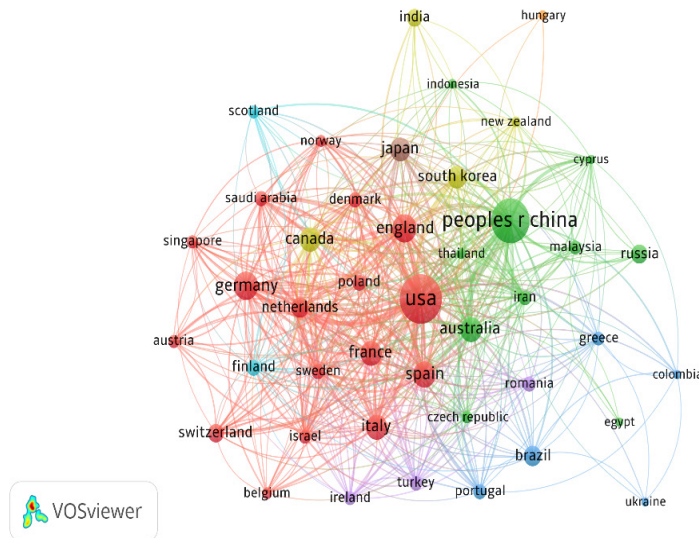 india
hungary
indonesia
scotland
new zealand
norway
japan
cyprus
south korea
saudi arabia
denmark
peoples r china
england
singapore
canada
malaysia
russia
thailand
poland
germany
usa
iran
netherlands
australia
austria
greece
france
finland
sweden
spain
colombia
romania
czech republic
egypt
switzerland
israel
italy
brazil
turkey
belgium
ireland
portugal
ukraine
VOSviewer